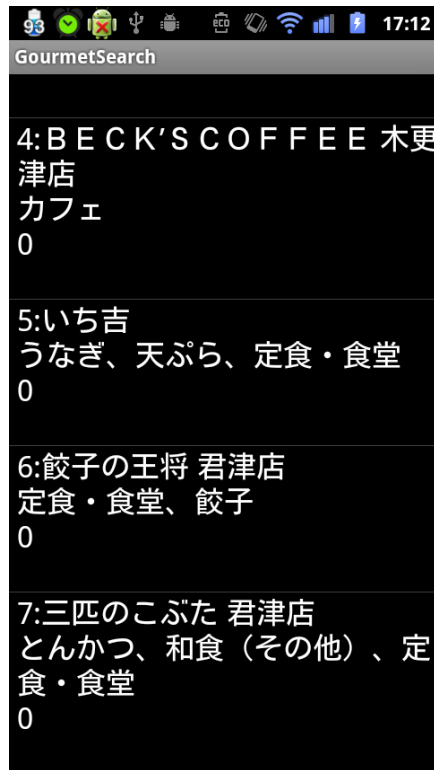 93 17:12
GourmetSearch
4:ＢＥＣＫ’ＳＣＯＦＦＥＥ 木更
津店
カフェ
0
5:いち吉
うなぎ、天ぷら、定食・食堂
0
6:餃子の王将 君津店
定食・食堂、餃子
0
7:三匹のこぶた 君津店
とんかつ、和食（その他）、定
食・食堂
0